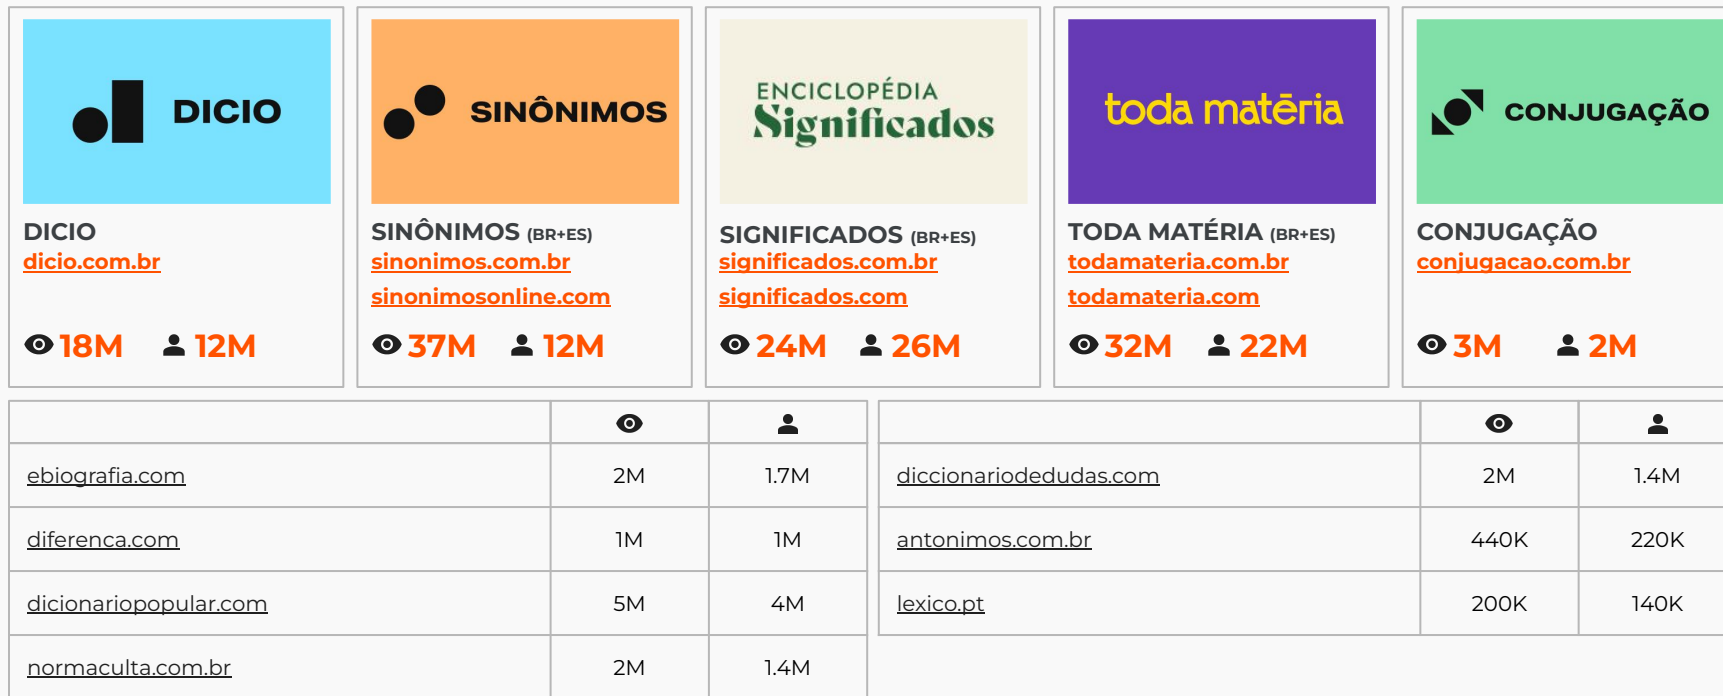 DICIO
SINÔNIMOS
ENCICLOPÉDIA
Significados
toda matēria
CONJUGAÇÃO
DICIO
dicio.com.br
18M 12M
SINÔNIMOS (BR+ES)
sinonimos.com.br
sinonimosonline.com
37M 12M
SIGNIFICADOS (BR+ES)
significados.com.br
significados.com
24M 26M
TODA MATÉRIA (BR+ES)
todamateria.com.br
todamateria.com
32M 22M
CONJUGAÇÃO
conjugacao.com.br
3M 2M
ebiografia.com 2M 1.7M
diferenca.com 1M 1M
dicionariopopular.com 5M 4M
normaculta.com.br 2M 1.4M
diccionariodedudas.com 2M 1.4M
antonimos.com.br 440K 220K
lexico.pt 200K 140K